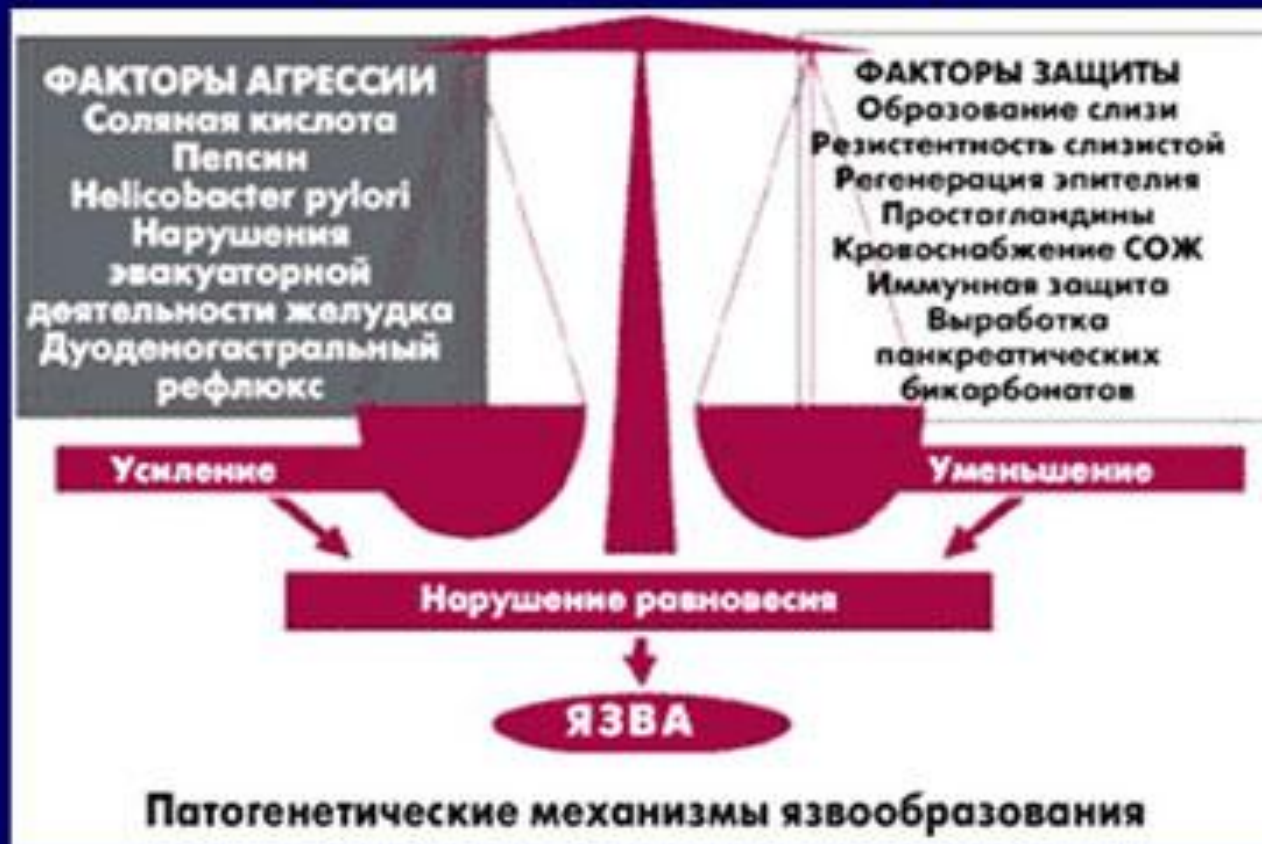 ФАКТОРЫ АГРЕССИИ
Соляная кислота
Пепсин
Helicobacter pylori
Нарушения
эвакуаторной
деятельности желудка
Дуоденогастральный
рефлюкс
ФАКТОРЫ ЗАЩИТЫ
Образование слизи
Резистентность слизистой
Регенерация эпителия
Простагландины
Кровоснабжение СОЖ
Иммунная защита
Выработка
панкреатических
бикарбонатов
Усиление
Уменьшение
Нарушение равновесия
ЯЗВА
Патогенетические механизмы язвообразования